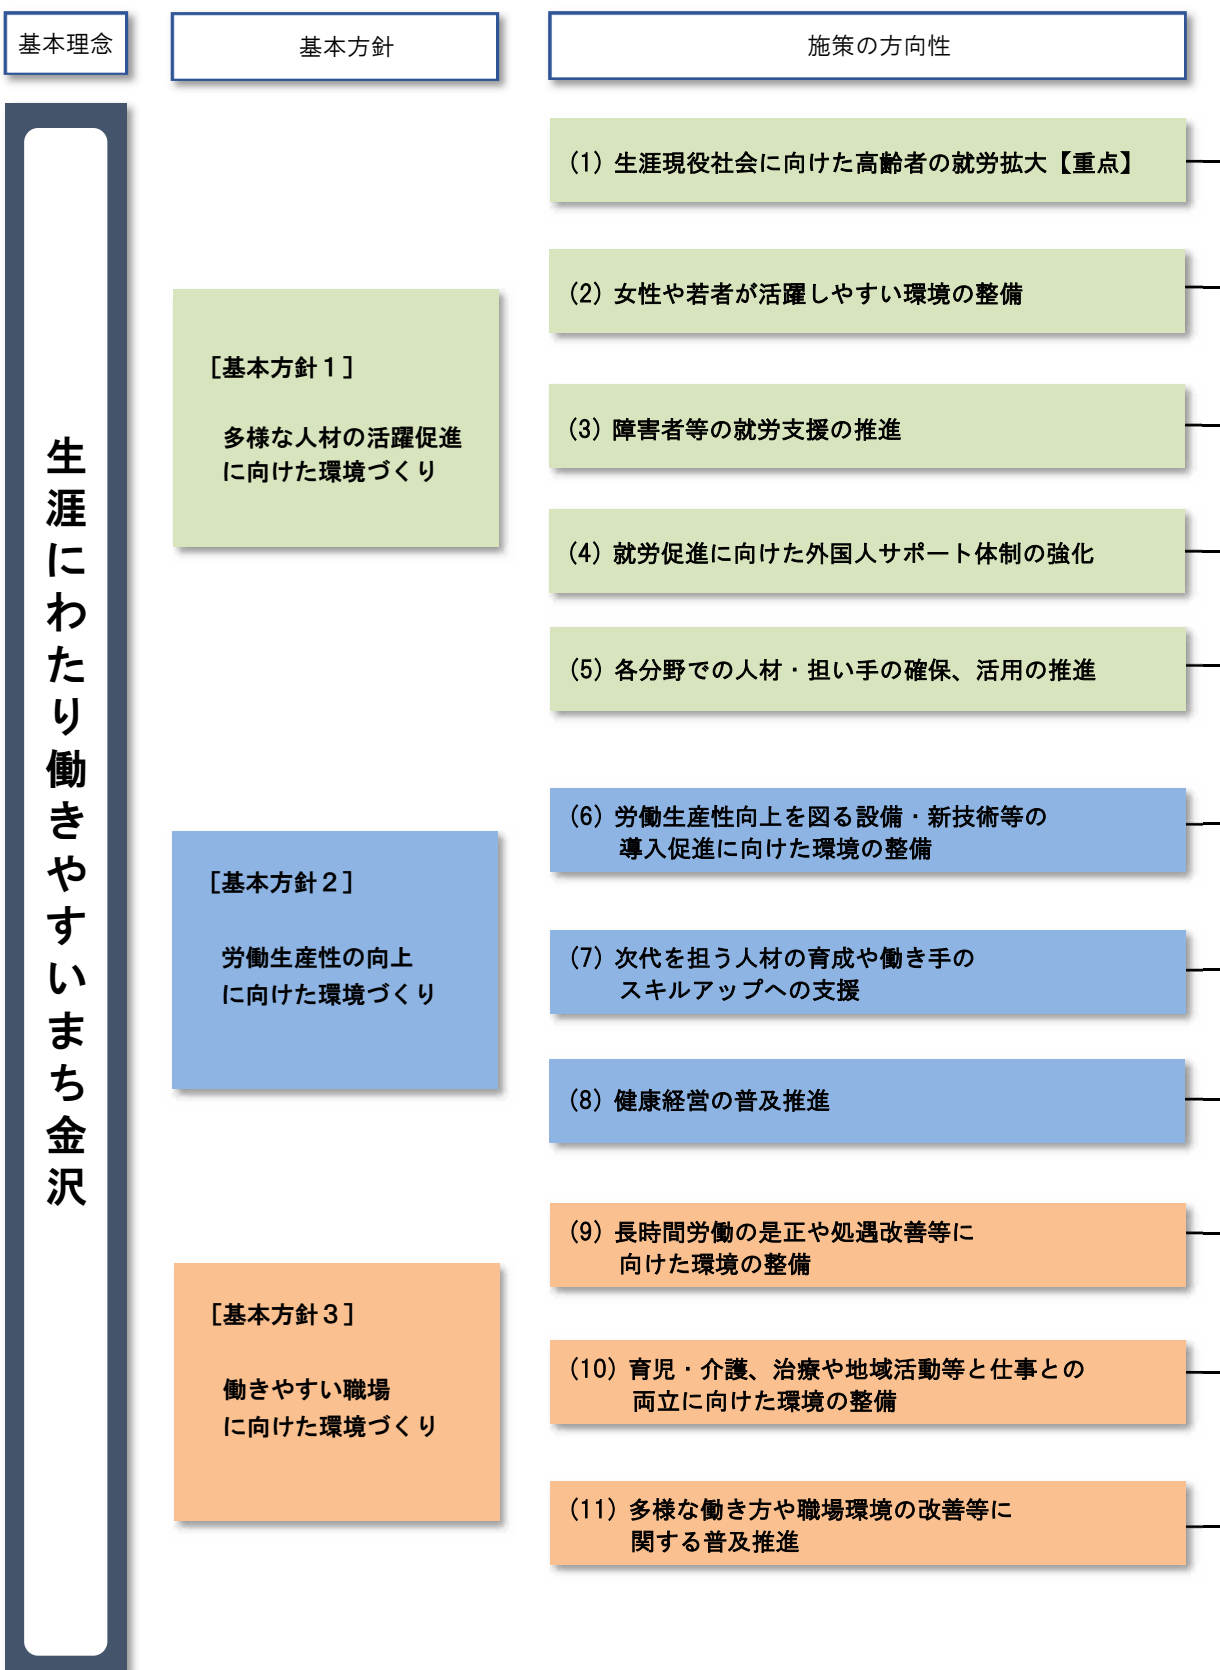 基本理念
基本方針
施策の方向性
生涯にわたり働きやすいまち金沢
［基本方針１］
多様な人材の活躍促進
に向けた環境づくり
(1) 生涯現役社会に向けた高齢者の就労拡大【重点】
(2) 女性や若者が活躍しやすい環境の整備
(3) 障害者等の就労支援の推進
(4) 就労促進に向けた外国人サポート体制の強化
(5) 各分野での人材・担い手の確保、活用の推進
［基本方針２］
労働生産性の向上
に向けた環境づくり
(6) 労働生産性向上を図る設備・新技術等の
導入促進に向けた環境の整備
(7) 次代を担う人材の育成や働き手の
スキルアップへの支援
(8) 健康経営の普及推進
［基本方針３］
働きやすい職場
に向けた環境づくり
(9) 長時間労働の是正や処遇改善等に
向けた環境の整備
(10) 育児・介護、治療や地域活動等と仕事との
両立に向けた環境の整備
(11) 多様な働き方や職場環境の改善等に
関する普及推進